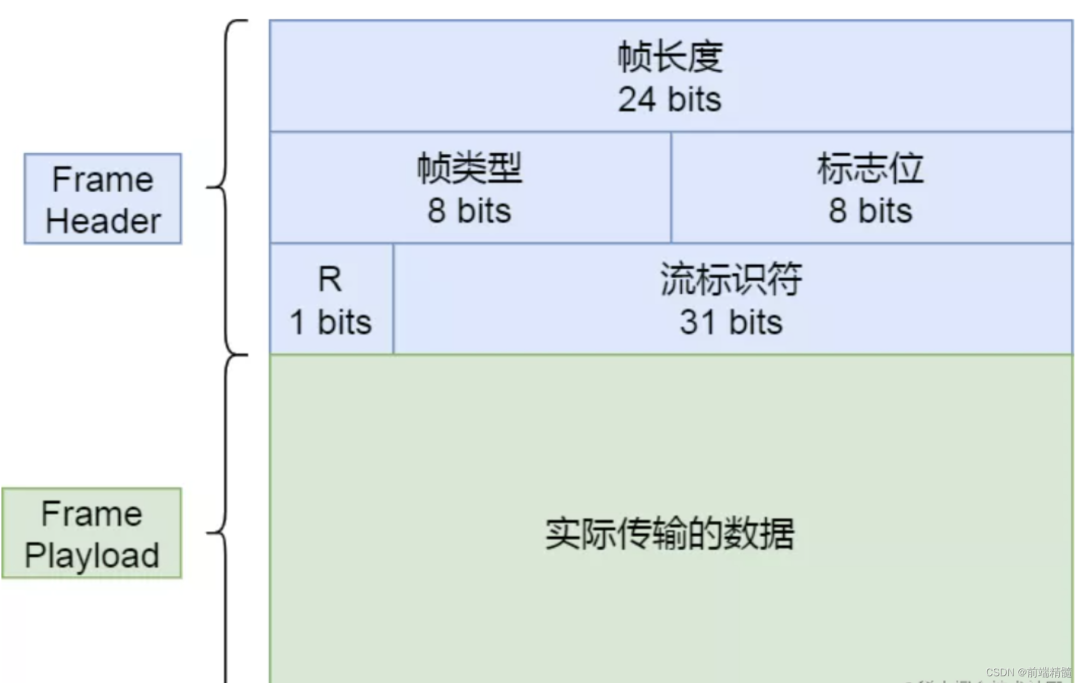 帧长度
24 bits
Frame
Header
帧类型
8 bits
标志位
8 bits
R
1 bits
流标识符
31 bits
Frame
Playload
实际传输的数据
CSDN @前端精髓